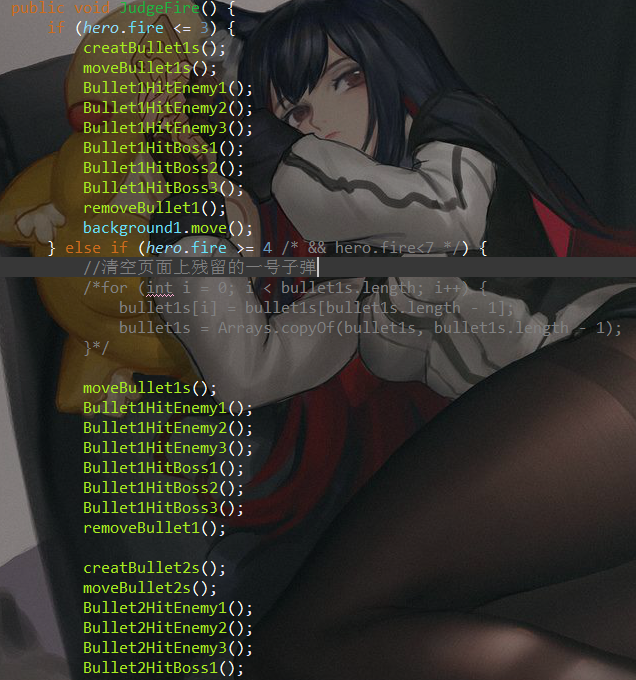 public void JudgeFire() {
if (hero.fire <= 3) {
creatBullet1s();
moveBullet1s();
Bullet1HitEnemy1();
Bullet1HitEnemy2();
Bullet1HitEnemy3();
Bullet1HitBoss1();
Bullet1HitBoss2();
Bullet1HitBoss3();
removeBullet1();
background1.move();
} else if (hero.fire >= 4 /* && hero.fire<7 */) {
//清空页面上残留的一号子弹
/*for (int i = 0; i < bullet1s.length; i++) {
bullet1s[i] = bullet1s[bullet1s.length - 1];
bullet1s = Arrays.copyOf(bullet1s, bullet1s.length - 1);
}*/
moveBullet1s();
Bullet1HitEnemy1();
Bullet1HitEnemy2();
Bullet1HitEnemy3();
Bullet1HitBoss1();
Bullet1HitBoss2();
Bullet1HitBoss3();
removeBullet1();
creatBullet2s();
moveBullet2s();
Bullet2HitEnemy1();
Bullet2HitEnemy2();
Bullet2HitEnemy3();
Bullet2HitBoss1();